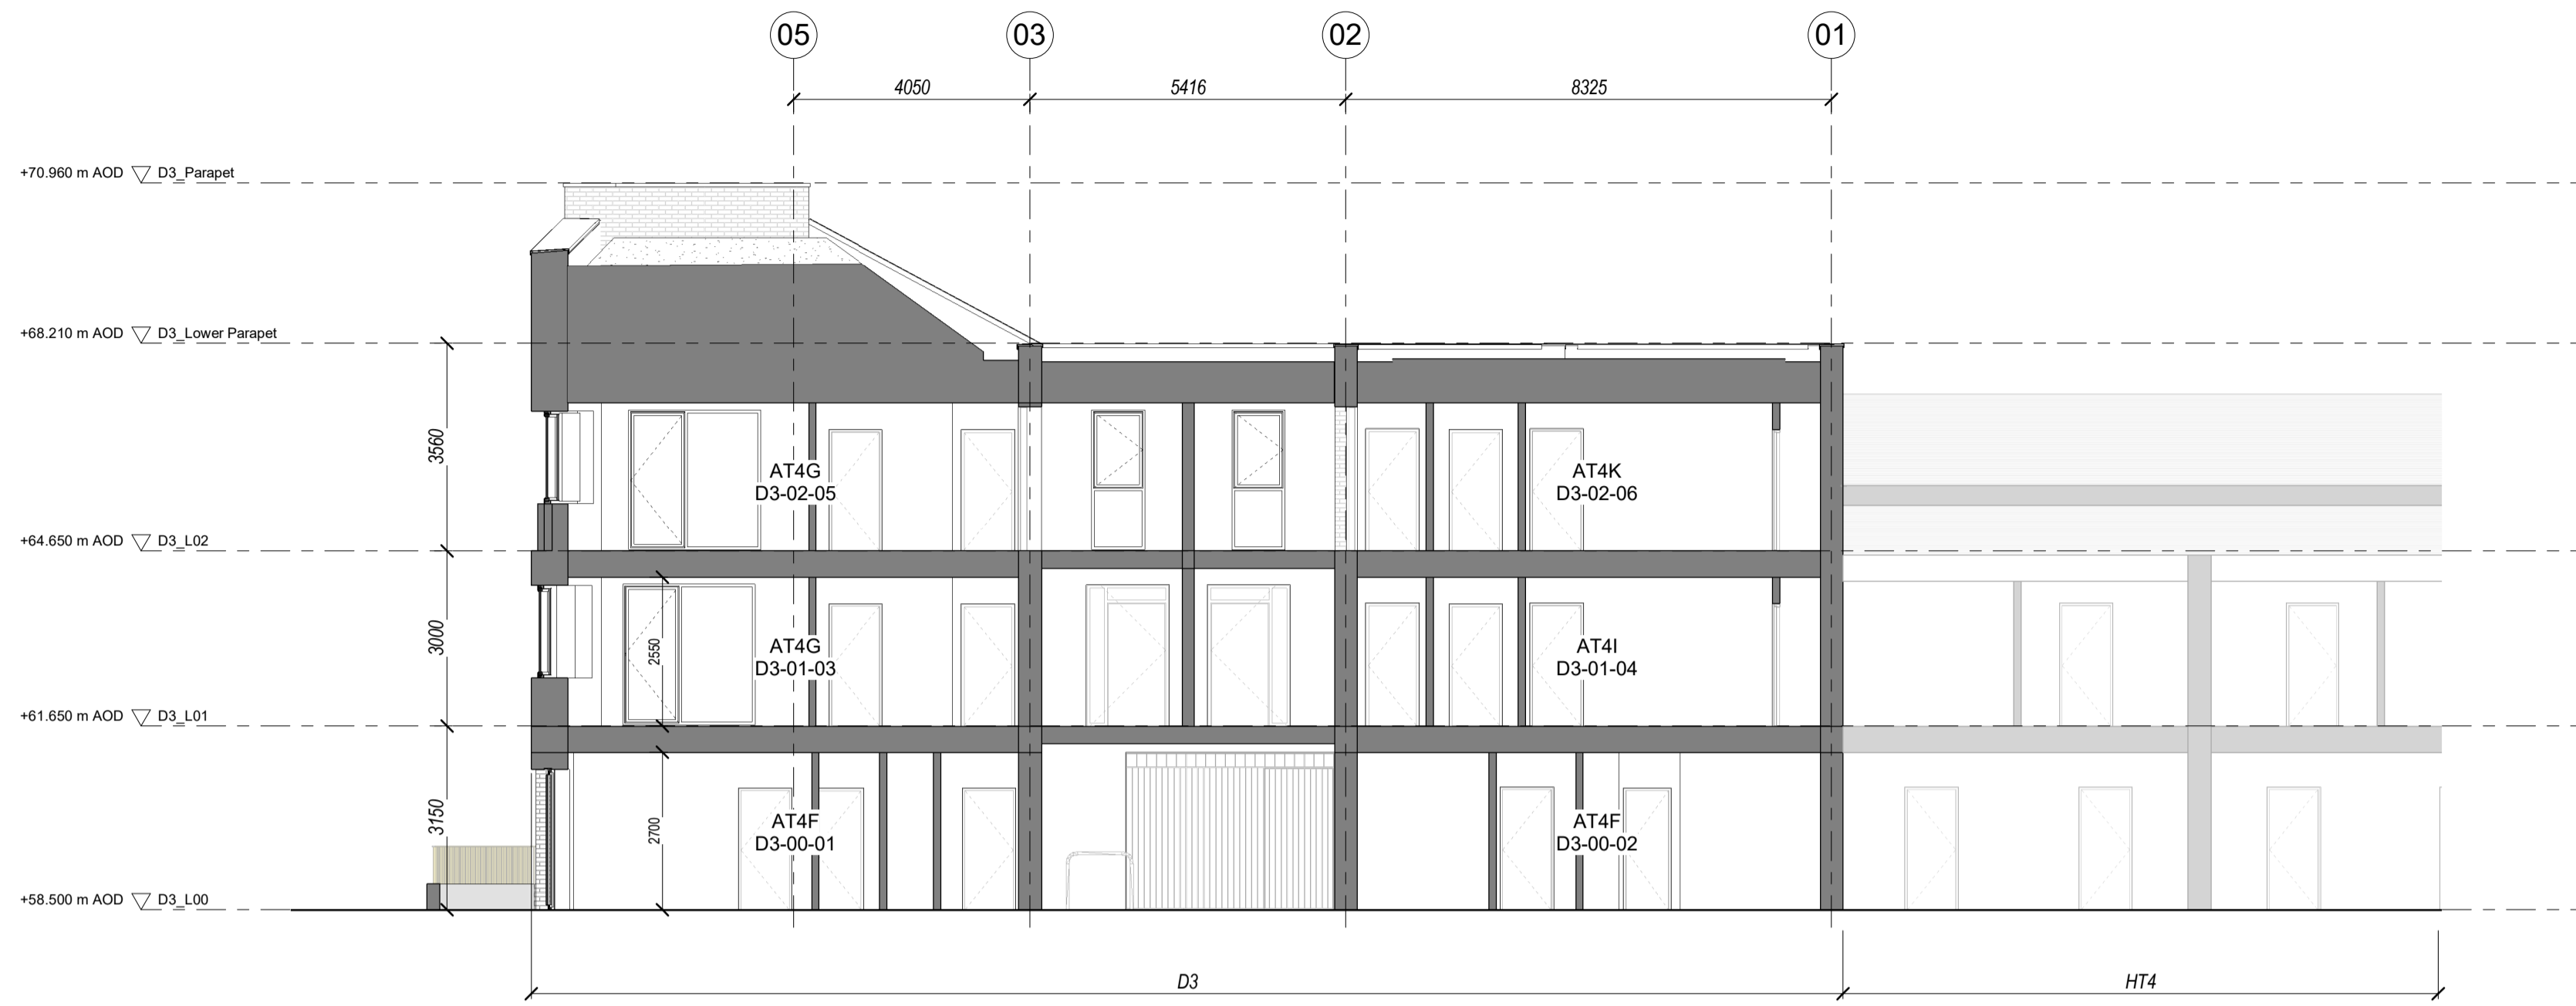 05
03
02
01
4050
5416
8325
+70.960 m AOD D3_Parapet
+68.210 m AOD D3_Lower Parapet
3560
AT4G
D3-02-05
AT4K
D3-02-06
+64.650 m AOD D3_L02
3000
2550
AT4G
D3-01-03
AT4I
D3-01-04
+61.650 m AOD D3_L01
3150
2700
AT4F
D3-00-01
AT4F
D3-00-02
+58.500 m AOD D3_L00
D3
HT4